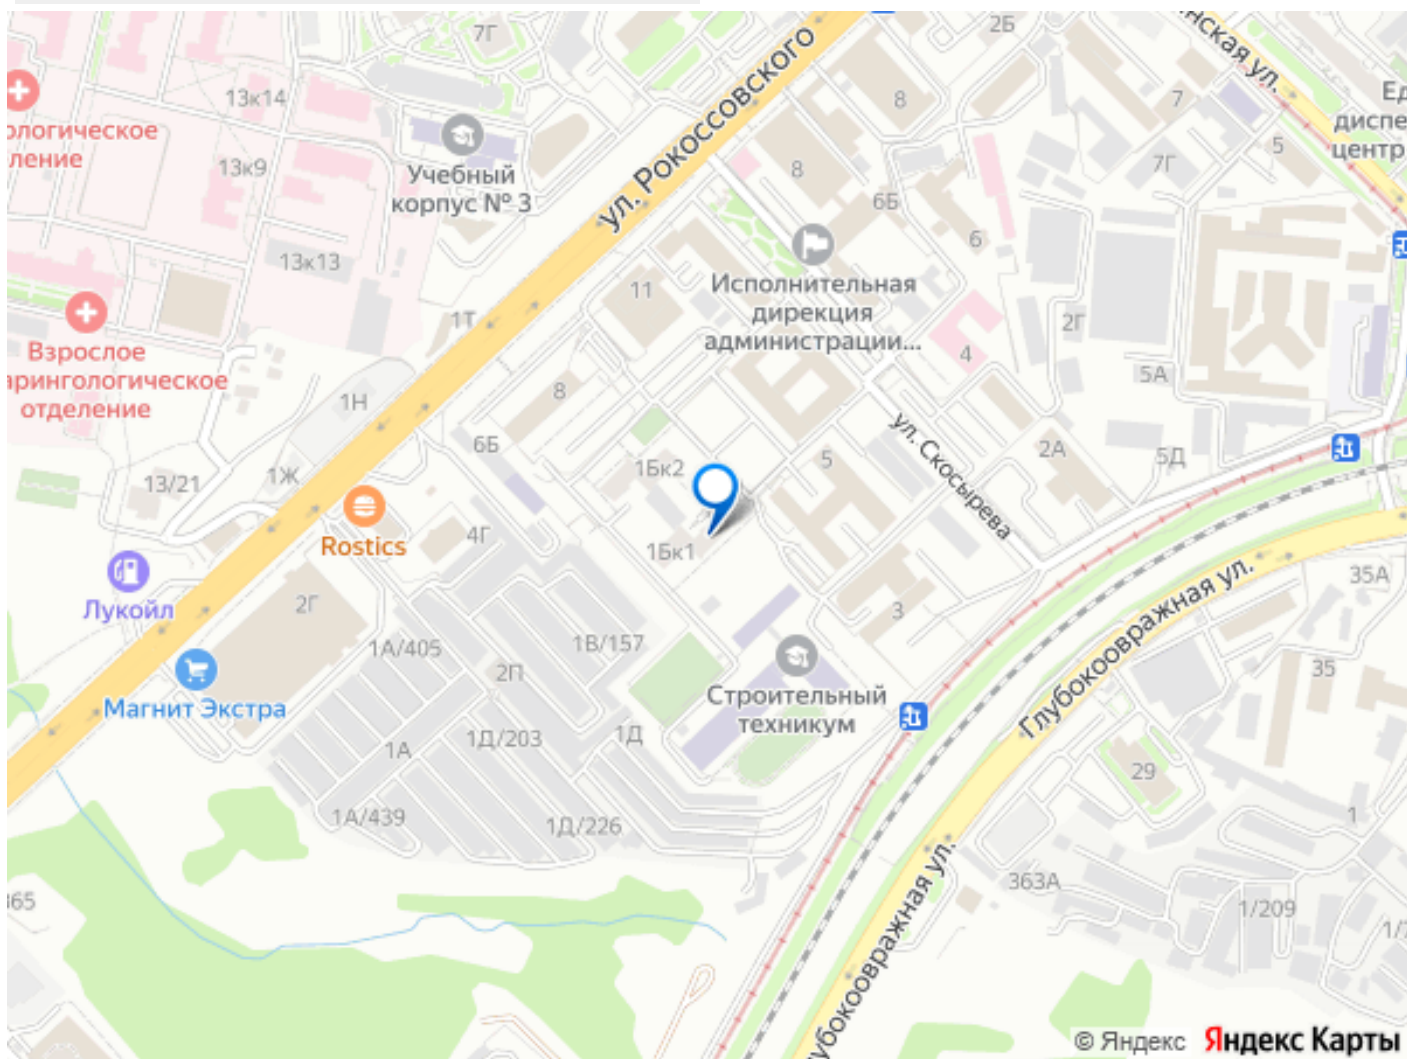 7Г
2Б
нская ул.
13к14
8
7
Ед
диспе
центр
ул. Рокоссовского
ологическое
ление
Учебный
корпус № 3
13к9
8
7Г
5
6Б
13к13
11
6
Исполнительная
дирекция
администрации...
1Т
2Г
Взрослое
арингологическое
отделение
4
5А
1Н
8
ул. Скосырева
6Б
2А
5Д
1Бк2
5
13/21
1Ж
Rostics
4Г
1Бк1
35А
Лукойл
2Г
3
Глубокоовражная ул.
1А/405
1В/157
2П
35
Строительный
техникум
Магнит Экстра
1А
1Д/203
1Д
29
1А/439
1Д/226
1
убокоовражная ул.
363А
365
1/209
1/
© Яндекс Яндекс Карты